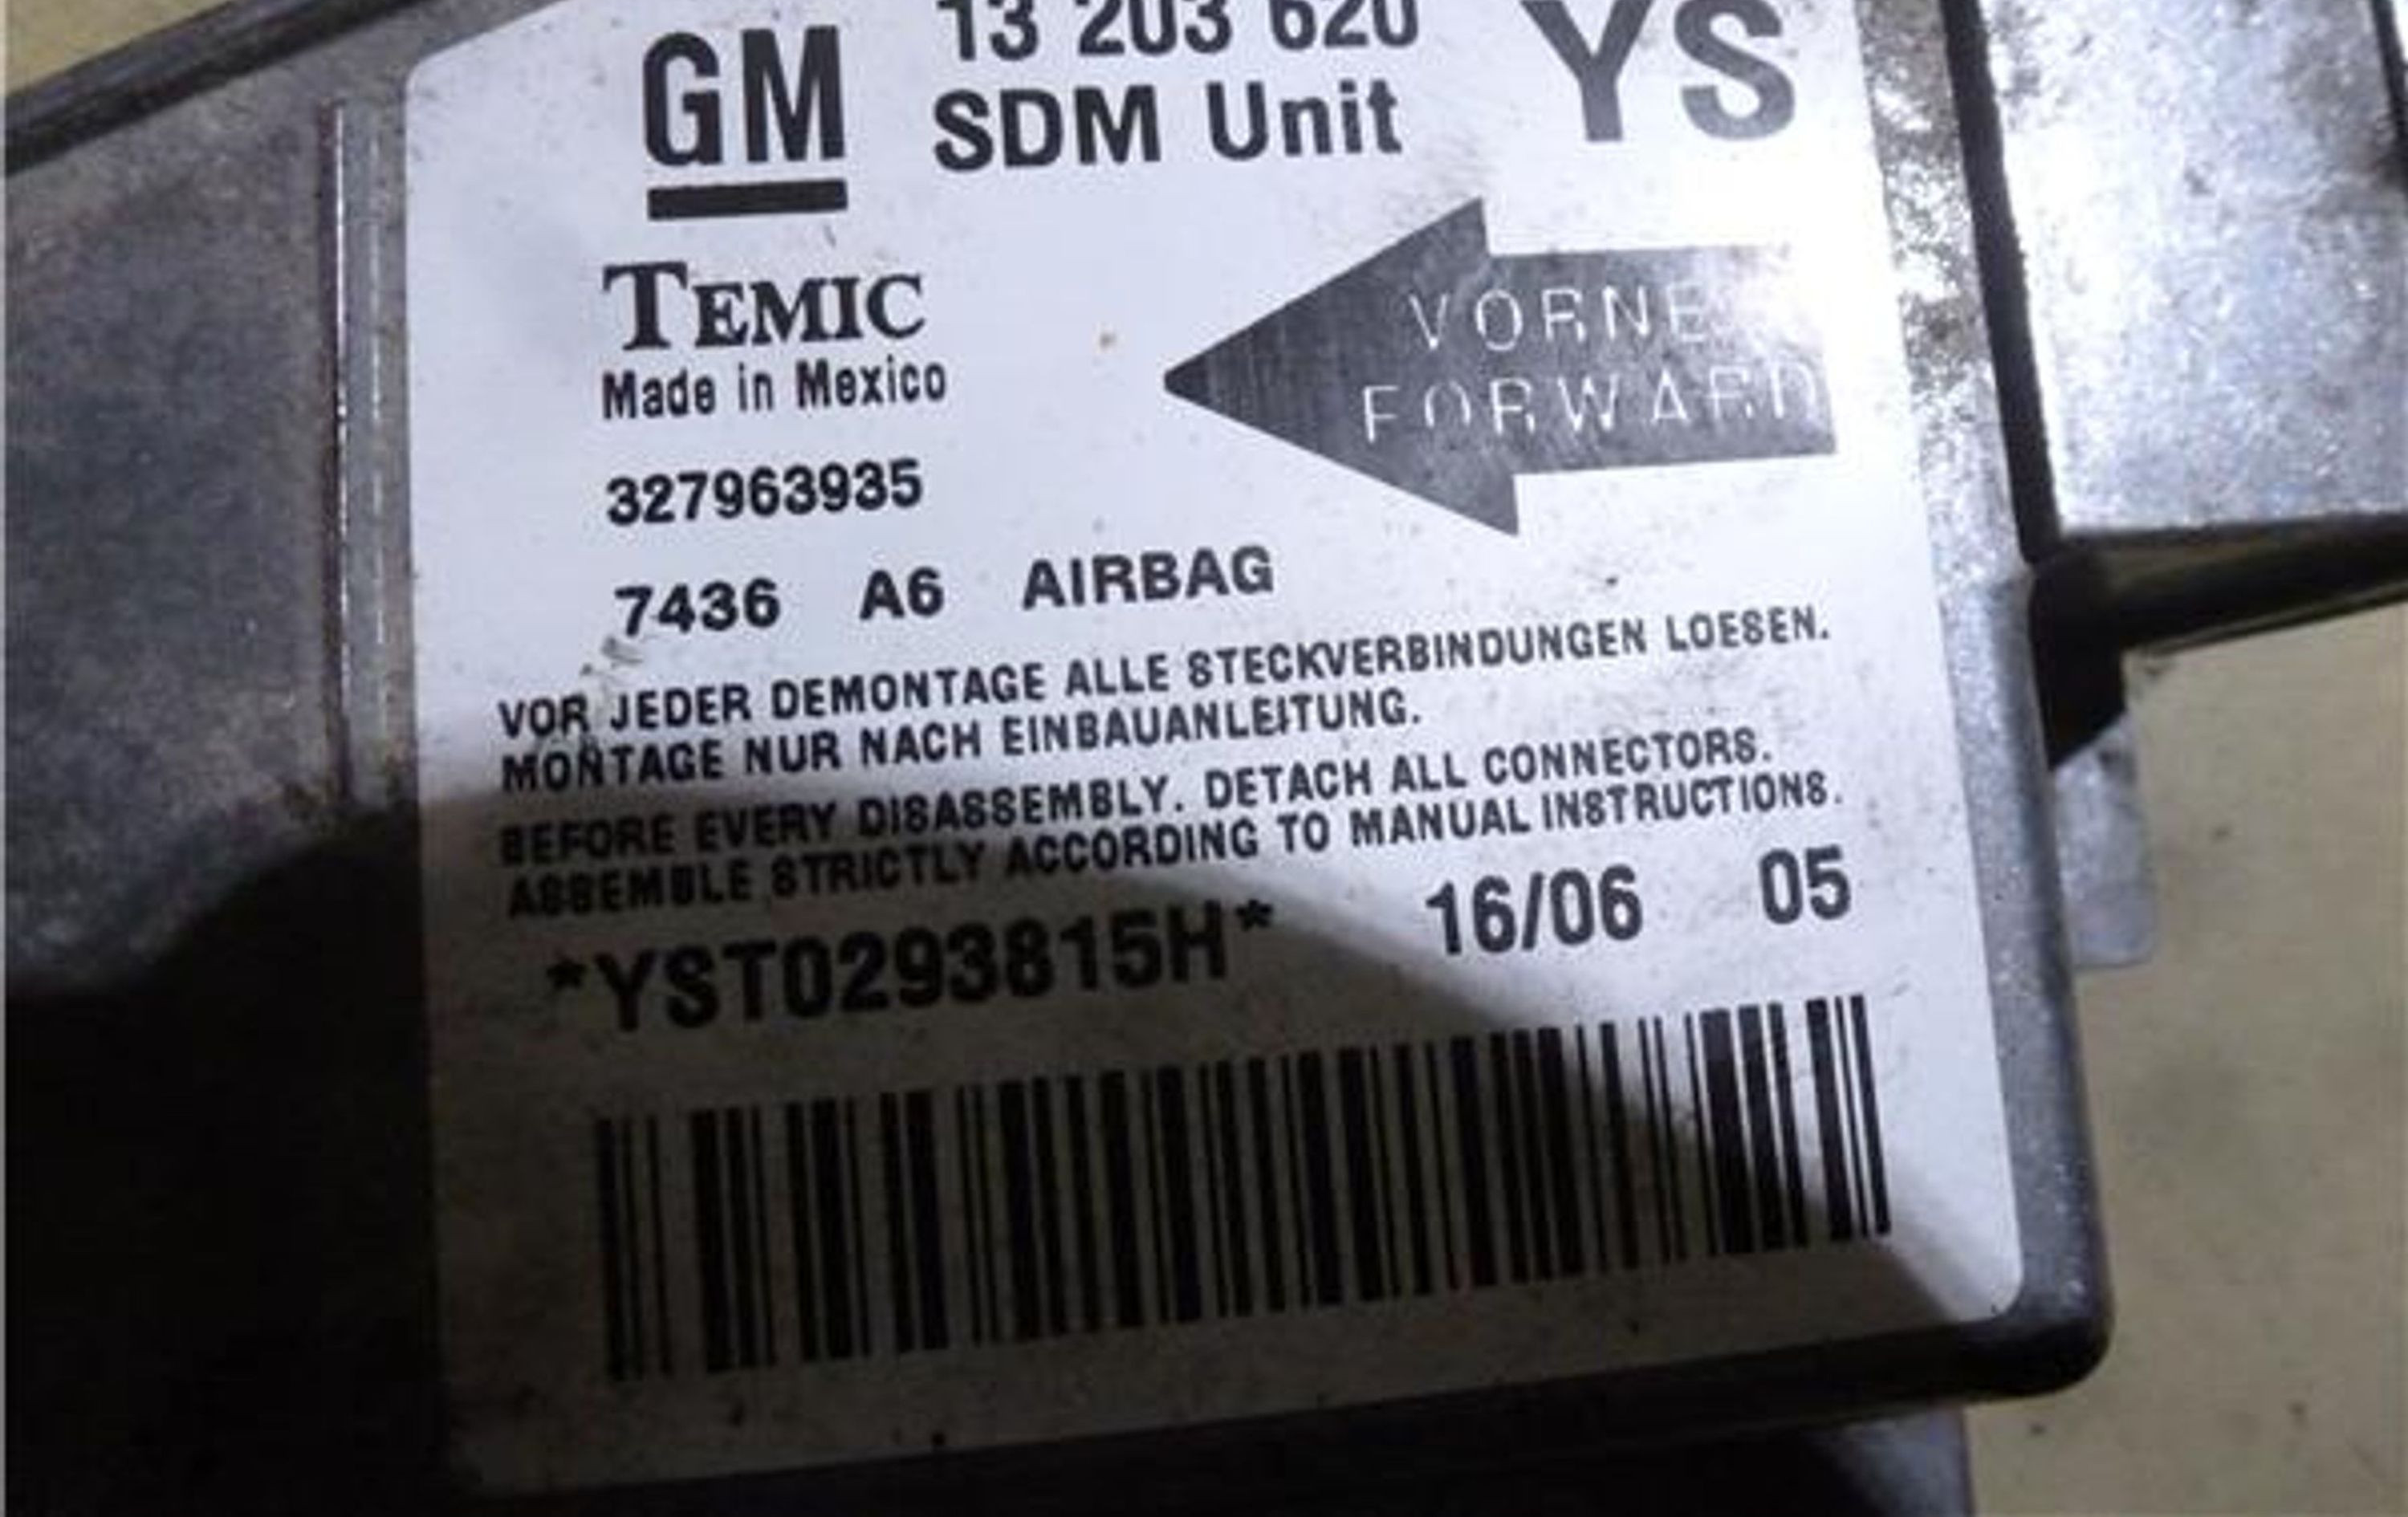 GM 13 203 620 YS
SDM Unit
TEMIC
Made in Mexico
VORNE
FORWARD
327963935
7436 A6 AIRBAG
VOR JEDER DEMONTAGE ALLE STECKVERBINDUNGEN LOESEN.
MONTAGE NUR NACH EINBAUANLEITUNG.
BEFORE EVERY DISASSEMBLY. DETACH ALL CONNECTORS.
ASSEMBLE STRICTLY ACCORDING TO MANUAL INSTRUCTIONS.
*YST0293815H* 16/06 05